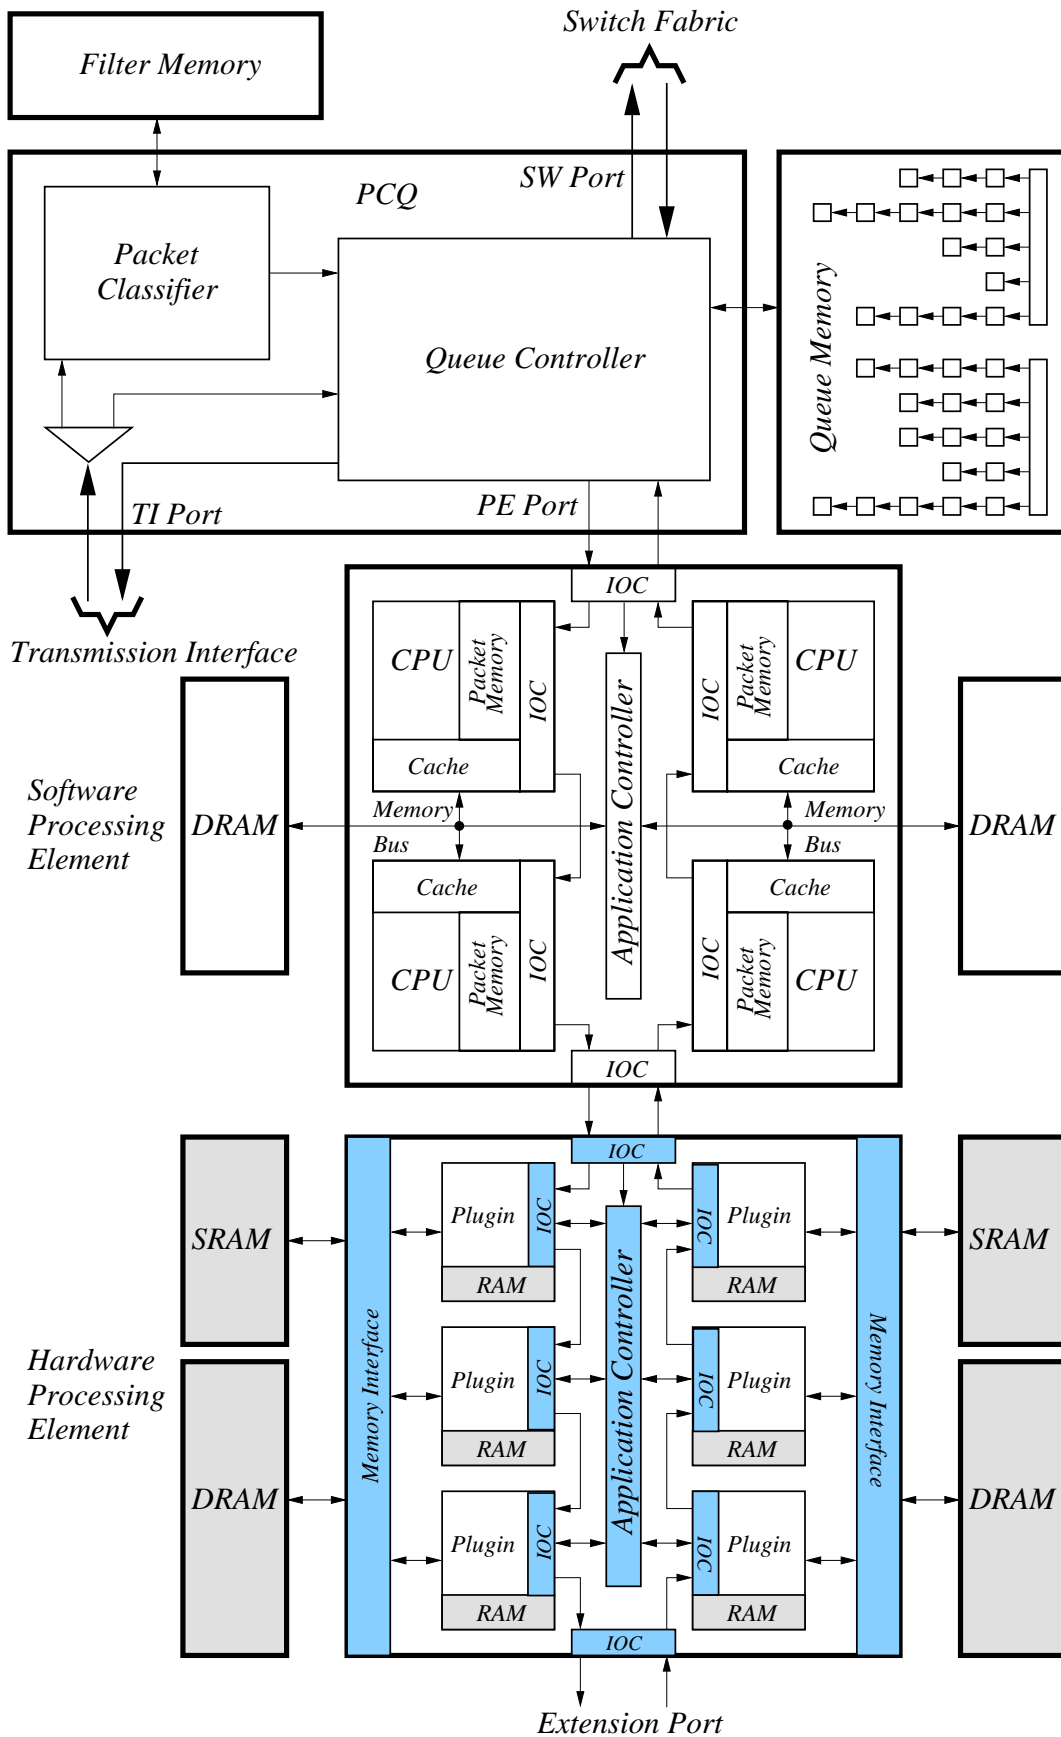 Switch Fabric
Filter Memory
SW Port
PCQ
Packet
Classifier
Queue Controller
Queue Memory
TI Port
PE Port
Transmission Interface
IOC
CPU
Packet
Memory
IOC
Cache
IOC
Packet
Memory
CPU
Cache
Application Controller
Software
Processing
Element
DRAM
Memory
Bus
Memory
Bus
DRAM
Cache
CPU
Packet
Memory
IOC
Cache
IOC
Packet
Memory
CPU
IOC
IOC
SRAM
Memory Interface
Plugin
IOC
RAM
Application Controller
IOC
Plugin
RAM
Memory Interface
SRAM
Hardware
Processing
Element
Plugin
IOC
RAM
IOC
Plugin
RAM
DRAM
Plugin
IOC
RAM
IOC
Plugin
RAM
DRAM
IOC
Extension Port